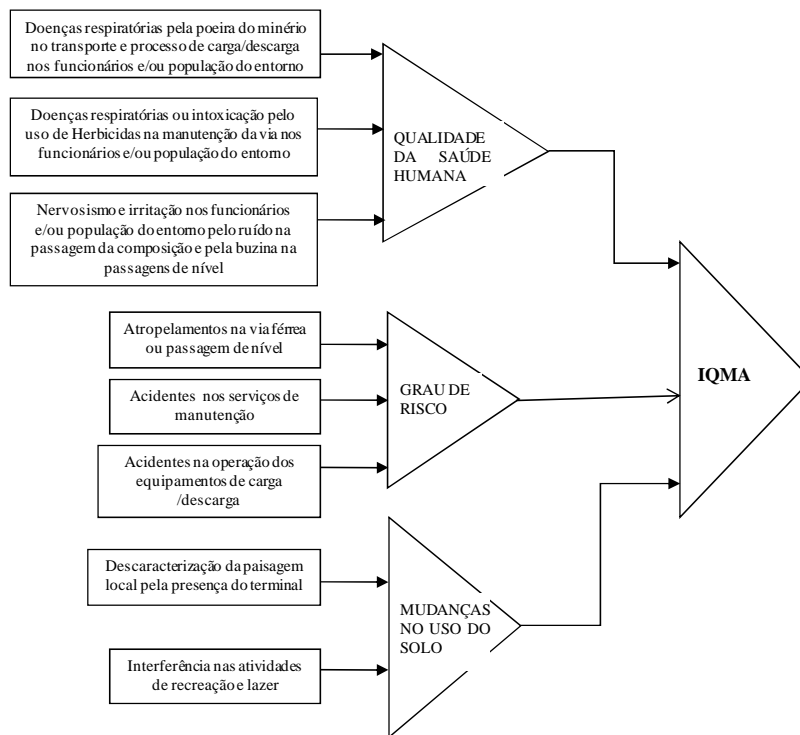 Doenças respiratórias pela poeira do minério
no transporte e processo de carga/descarga
nos funcionários e/ou população do entorno
Doenças respiratórias ou intoxicação pelo
uso de Herbicidas na manutenção da via nos
funcionários e/ou população do entorno
Nervosismo e irritação nos funcionários
e/ou população do entorno pelo ruído na
passagem da composição e pela buzina na
passagens de nível
QUALIDADE
DA SAÚDE
HUMANA
Atropelamentos na via férrea
ou passagem de nível
Acidentes nos serviços de
manutenção
Acidentes na operação dos
equipamentos de carga
/descarga
GRAU DE
RISCO
Descaracterização da paisagem
local pela presença do terminal
Interferência nas atividades
de recreação e lazer
MUDANÇAS
NO USO DO
SOLO
IQMA